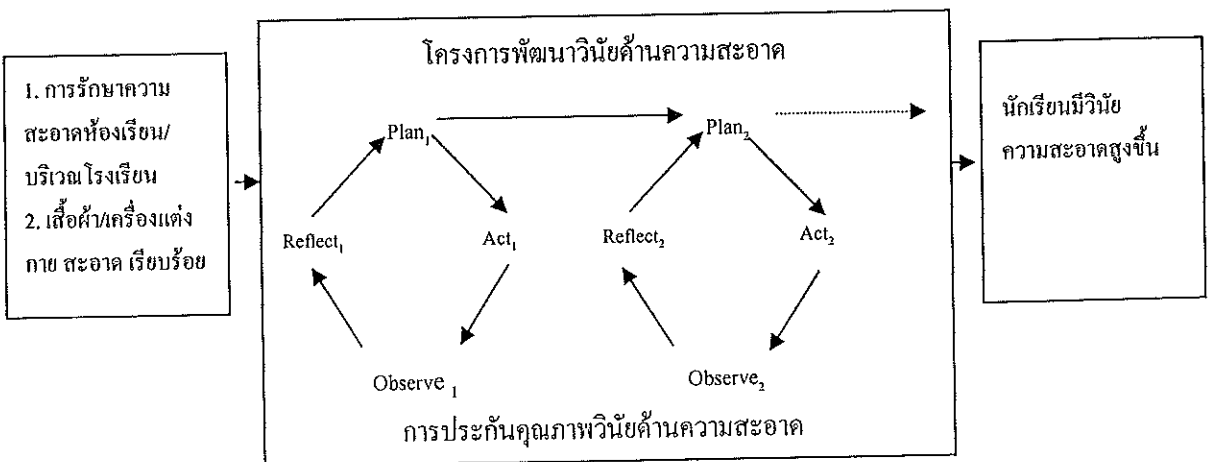 1. การรักษาความ
สะอาดห้องเรียน/
บริเวณโรงเรียน
2. เสื้อผ้า/เครื่องแต่ง
กาย สะอาด เรียบร้อย
โครงการพัฒนาวินัยด้านความสะอาด
Plan₁
Plan₂
Reflect₁
Act₁
Reflect₂
Act₂
Observe ₁
Observe₂
การประกันคุณภาพวินัยด้านความสะอาด
นักเรียนมีวินัย
ความสะอาดสูงขึ้น